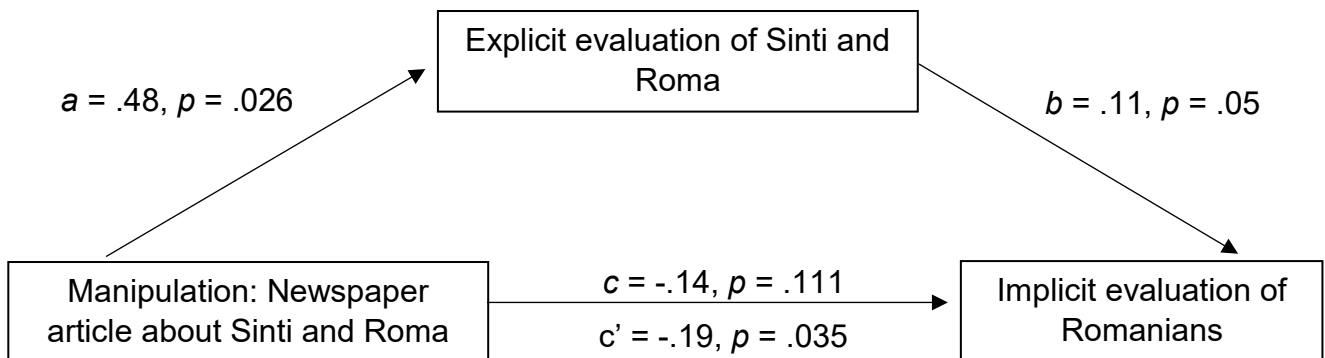 Explicit evaluation of Sinti and
Roma
a = .48, p = .026
b = .11, p = .05
Manipulation: Newspaper
article about Sinti and Roma
c = -.14, p = .111
c’ = -.19, p = .035
Implicit evaluation of
Romanians